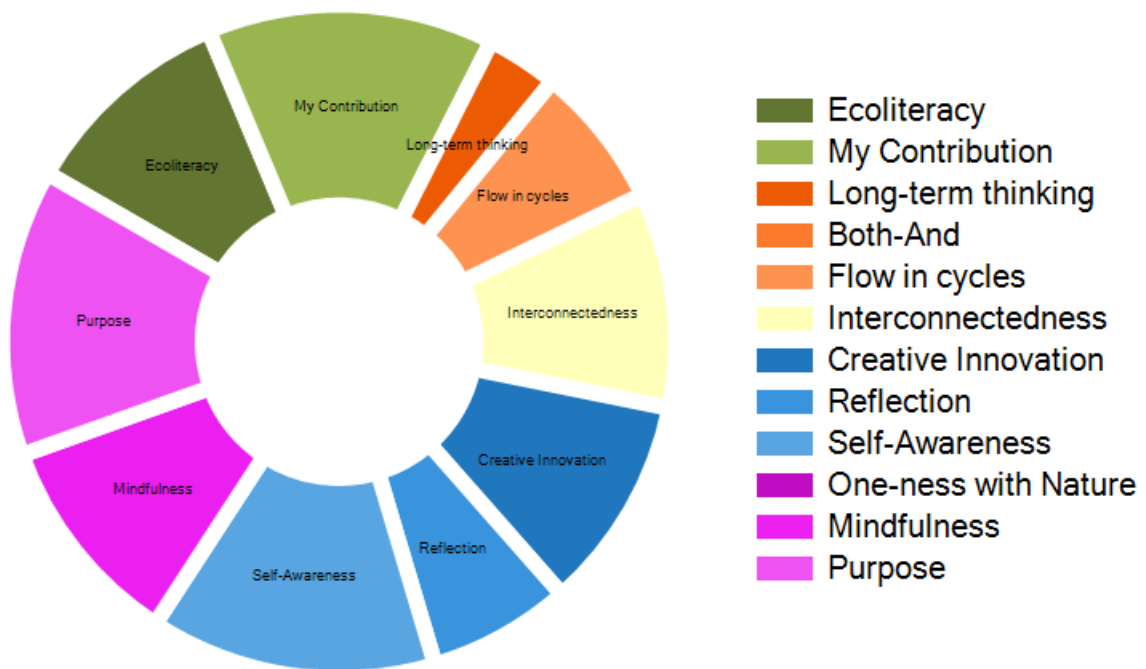 My Contribution
Long-term thinking
Ecoliteracy
Flow in cycles
Purpose
Interconnectedness
Mindfulness
Creative Innovation
Reflection
Self-Awareness
Ecoliteracy
My Contribution
Long-term thinking
Both-And
Flow in cycles
Interconnectedness
Creative Innovation
Reflection
Self-Awareness
One-ness with Nature
Mindfulness
Purpose